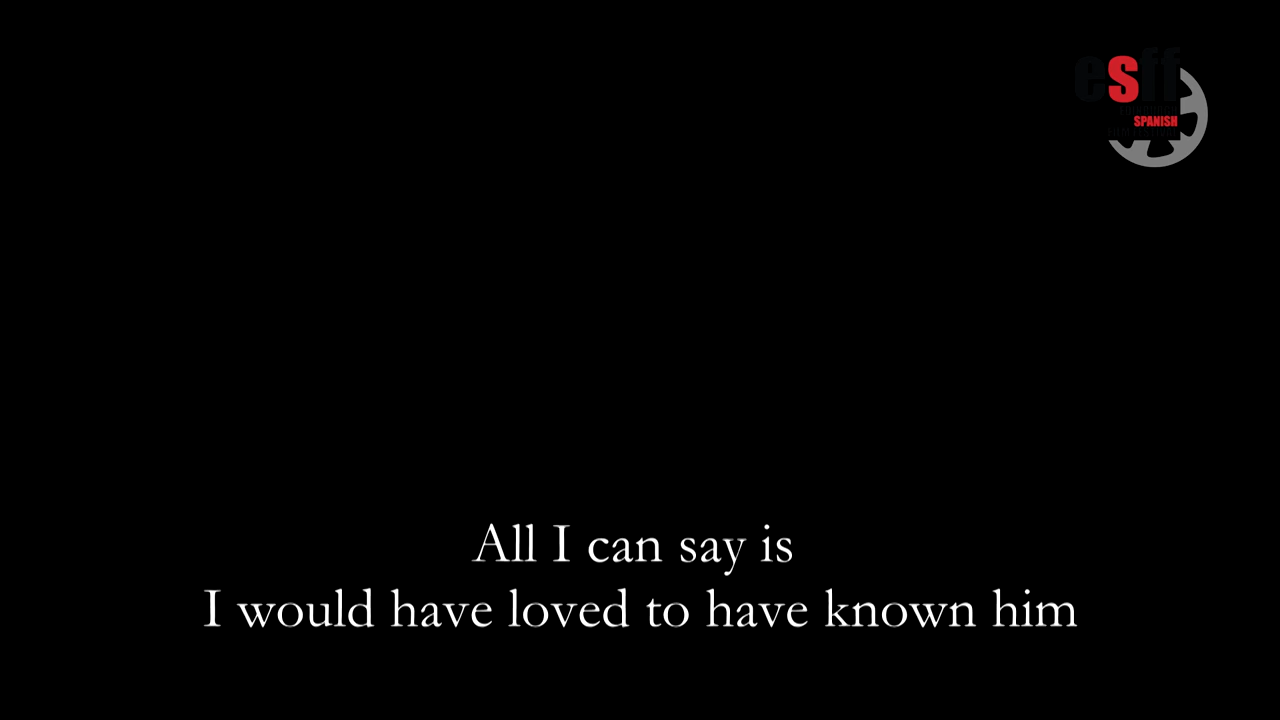 esff
SPANISH
All I can say is
I would have loved to have known him